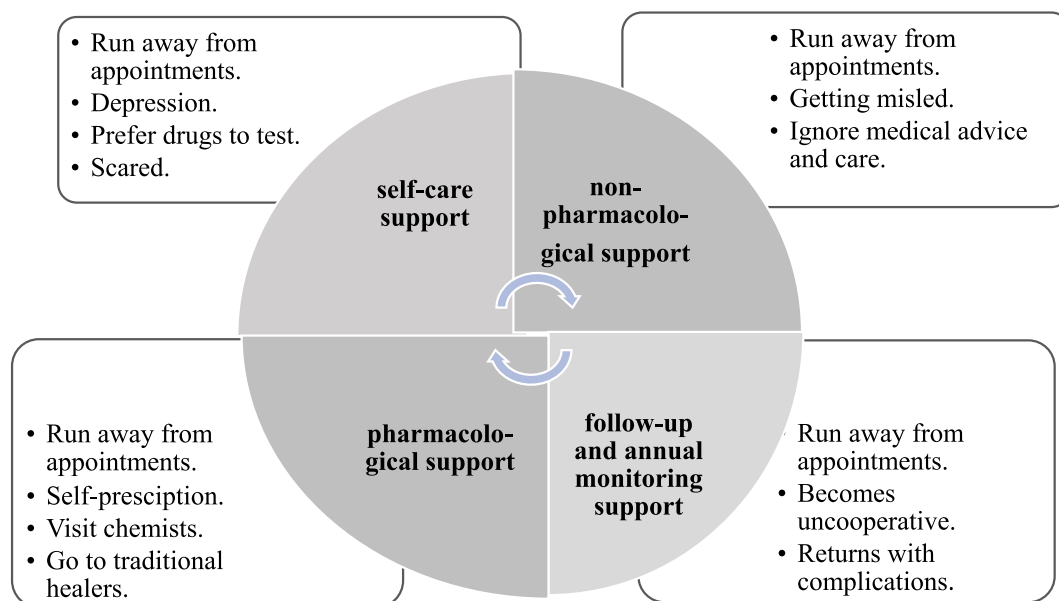 • Run away from
appointments.
• Depression.
• Prefer drugs to test.
• Scared.
• Run away from
appointments.
• Getting misled.
• Ignore medical advice
and care.
self-care
support
non-
pharmacolo-
gical support
pharmacolo-
gical support
follow-up
and annual
monitoring
support
• Run away from
appointments.
• Self-presciption.
• Visit chemists.
• Go to traditional
healers.
• Run away from
appointments.
• Becomes
uncooperative.
• Returns with
complications.